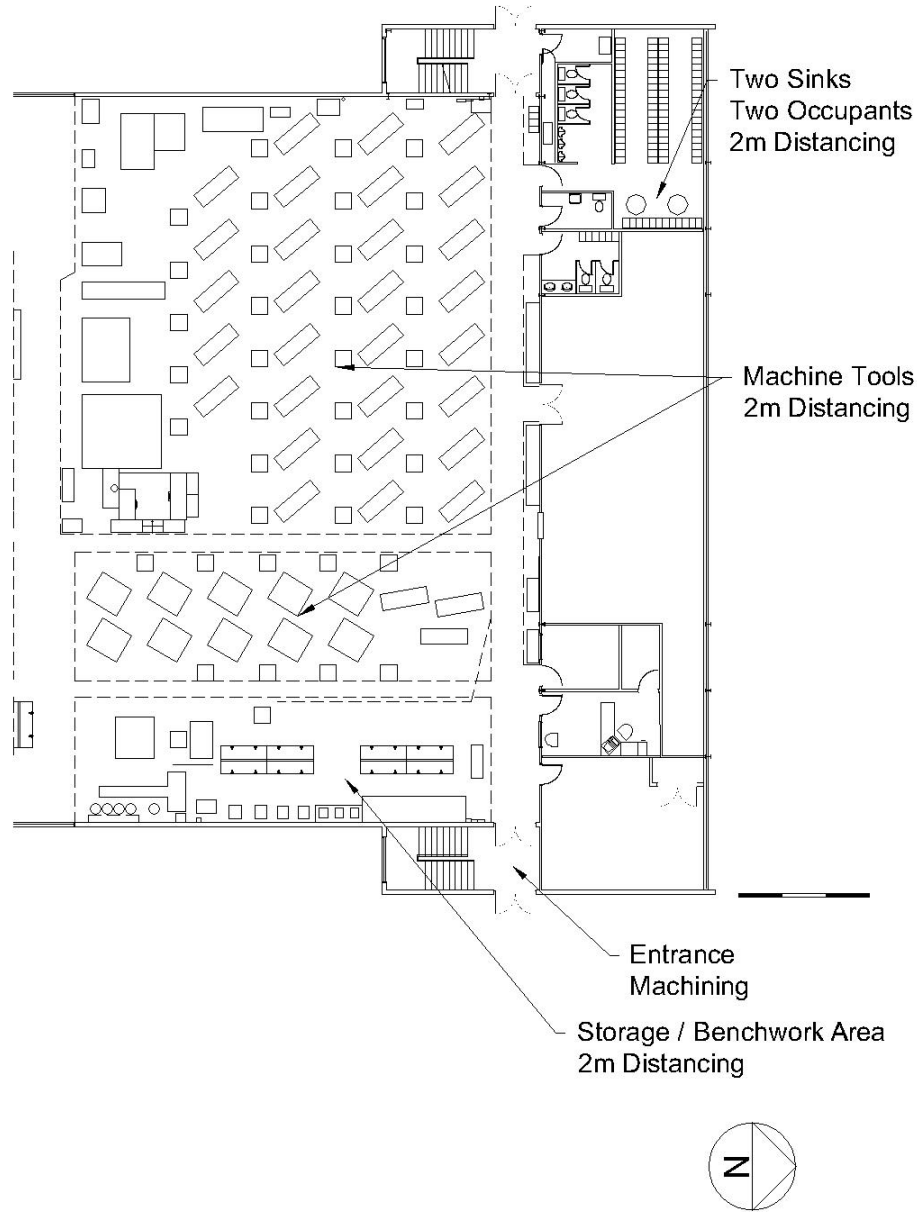 Two Sinks
Two Occupants
2m Distancing
Machine Tools
2m Distancing
Entrance
Machining
Storage / Benchwork Area
2m Distancing
N